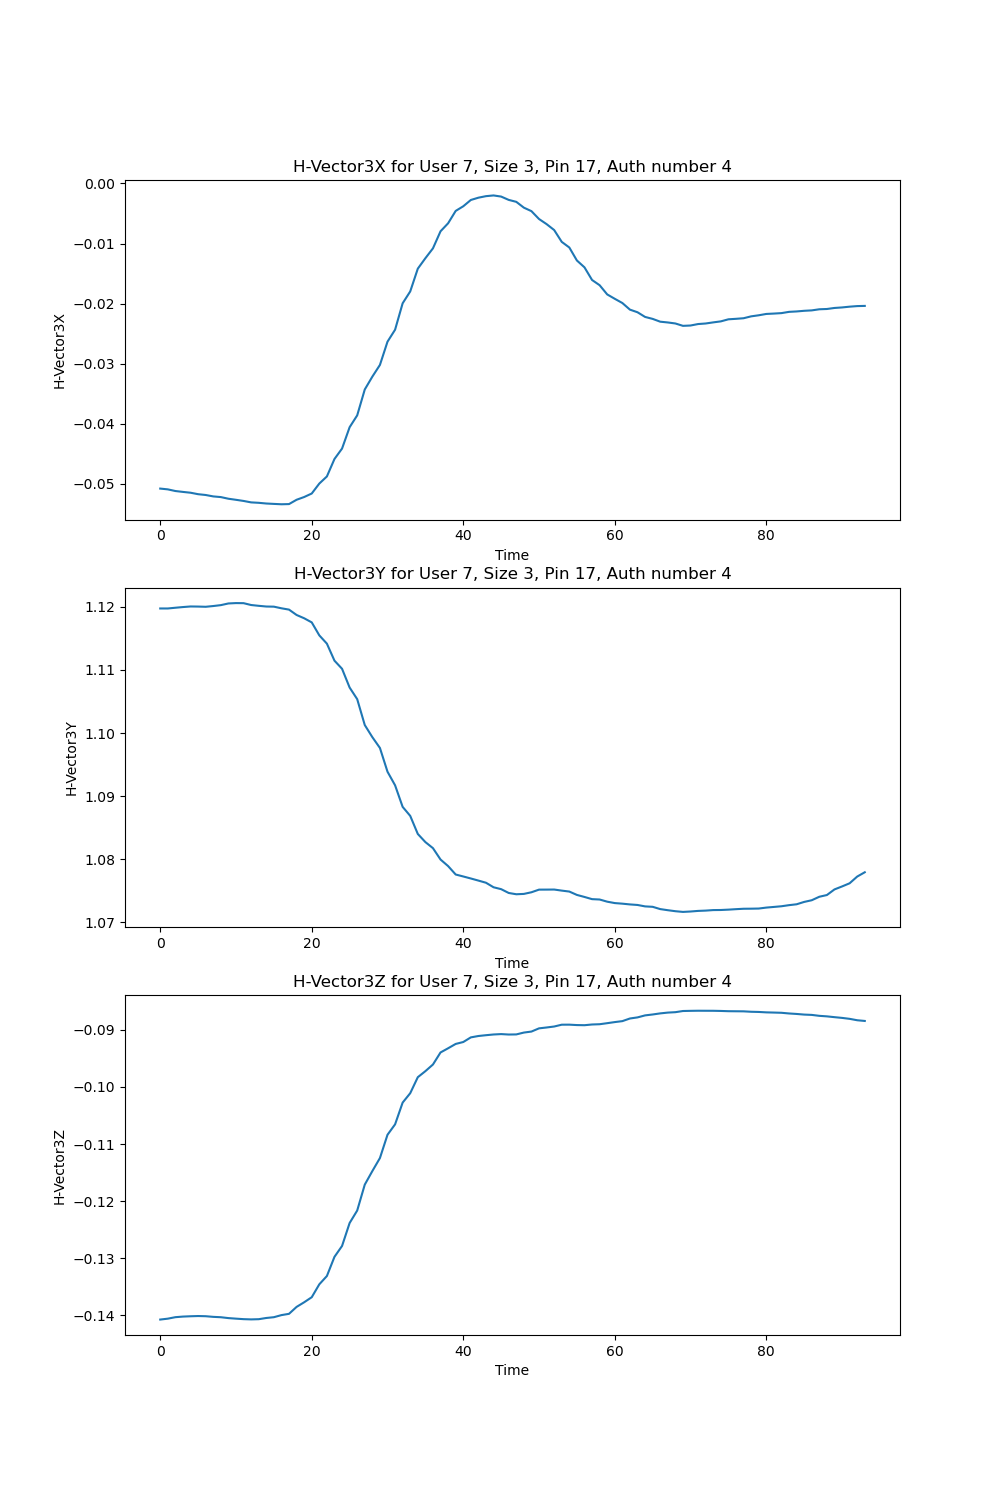 H-Vector3X for User 7, Size 3, Pin 17, Auth number 4
0.00
−0.01
−0.02
−0.03
−0.04
−0.05
H-Vector3X
0 20 40 60 80
Time
H-Vector3Y for User 7, Size 3, Pin 17, Auth number 4
1.12
1.11
1.10
1.09
1.08
1.07
H-Vector3Y
0 20 40 60 80
Time
H-Vector3Z for User 7, Size 3, Pin 17, Auth number 4
−0.09
−0.10
−0.11
−0.12
−0.13
−0.14
H-Vector3Z
0 20 40 60 80
Time